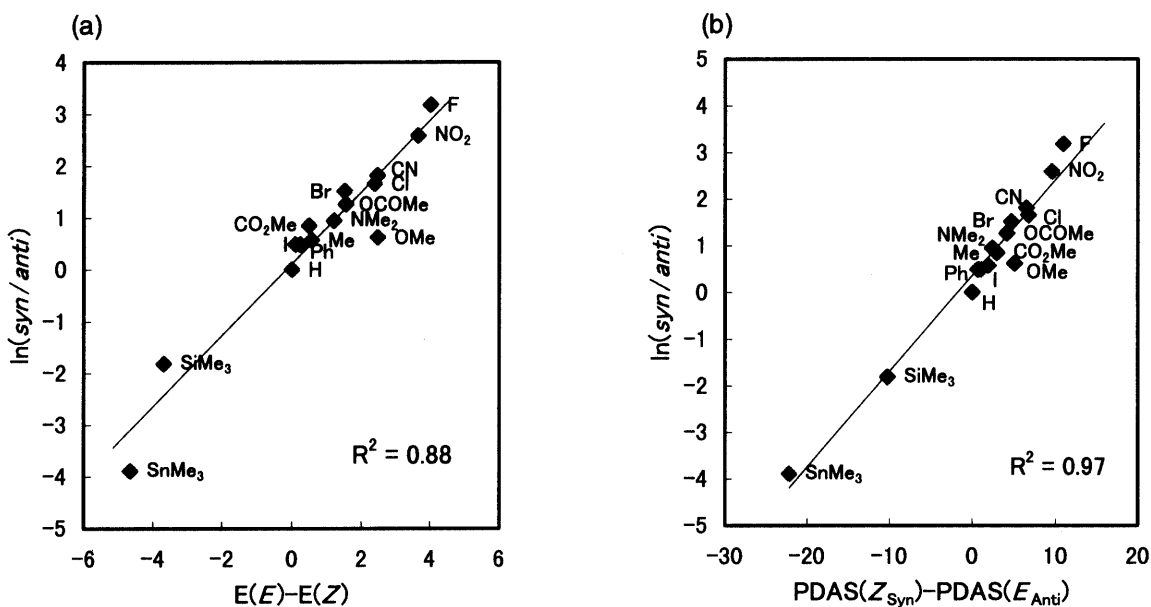 (a)
4
3
2
1
0
−1
−2
−3
−4
−5
ln(syn/anti)
F
NO2
CN
Cl
Br
OCOMe
CO2Me
NMe2
OMe
I
Me
Ph
H
SiMe3
SnMe3
R2 = 0.88
−6 −4 −2 0 2 4 6
E(E)−E(Z)
(b)
5
4
3
2
1
0
−1
−2
−3
−4
−5
ln(syn/anti)
F
NO2
CN
Cl
Br
OCOMe
NMe2
Me
CO2Me
OMe
Ph
I
H
SiMe3
SnMe3
R2 = 0.97
−30 −20 −10 0 10 20
PDAS(ZSyn)−PDAS(EAnti)